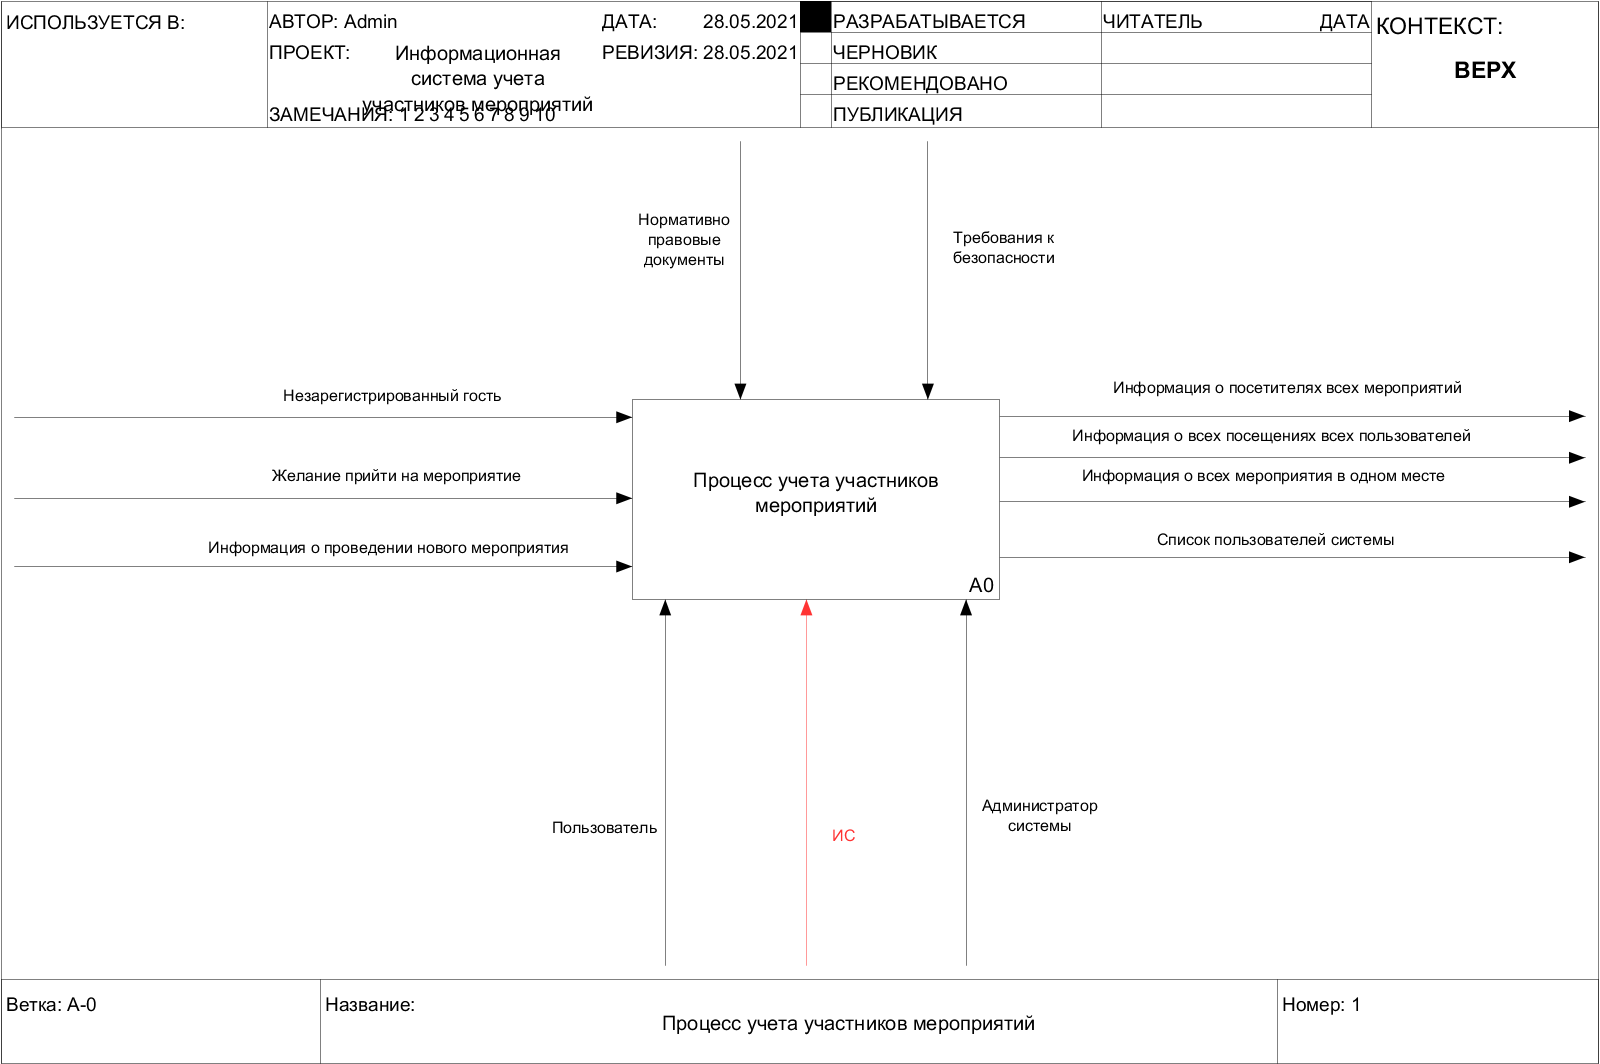 ИСПОЛЬЗУЕТСЯ В:
АВТОР: Admin
ДАТА: 28.05.2021
ПРОЕКТ: Информационная
система учета
участников мероприятий
РЕВИЗИЯ: 28.05.2021
ЗАМЕЧАНИЯ: 1 2 3 4 5 6 7 8 9 10
РАЗРАБАТЫВАЕТСЯ
ЧЕРНОВИК
РЕКОМЕНДОВАНО
ПУБЛИКАЦИЯ
ЧИТАТЕЛЬ ДАТА
КОНТЕКСТ:
ВЕРХ
Нормативно
правовые
документы
Требования к
безопасности
Незарегистрированный гость
Желание прийти на мероприятие
Информация о проведении нового мероприятия
Процесс учета участников
мероприятий
A0
Информация о посетителях всех мероприятий
Информация о всех посещениях всех пользователей
Информация о всех мероприятия в одном месте
Список пользователей системы
Пользователь
ИС
Администратор
системы
Ветка: A-0
Название:
Процесс учета участников мероприятий
Номер: 1